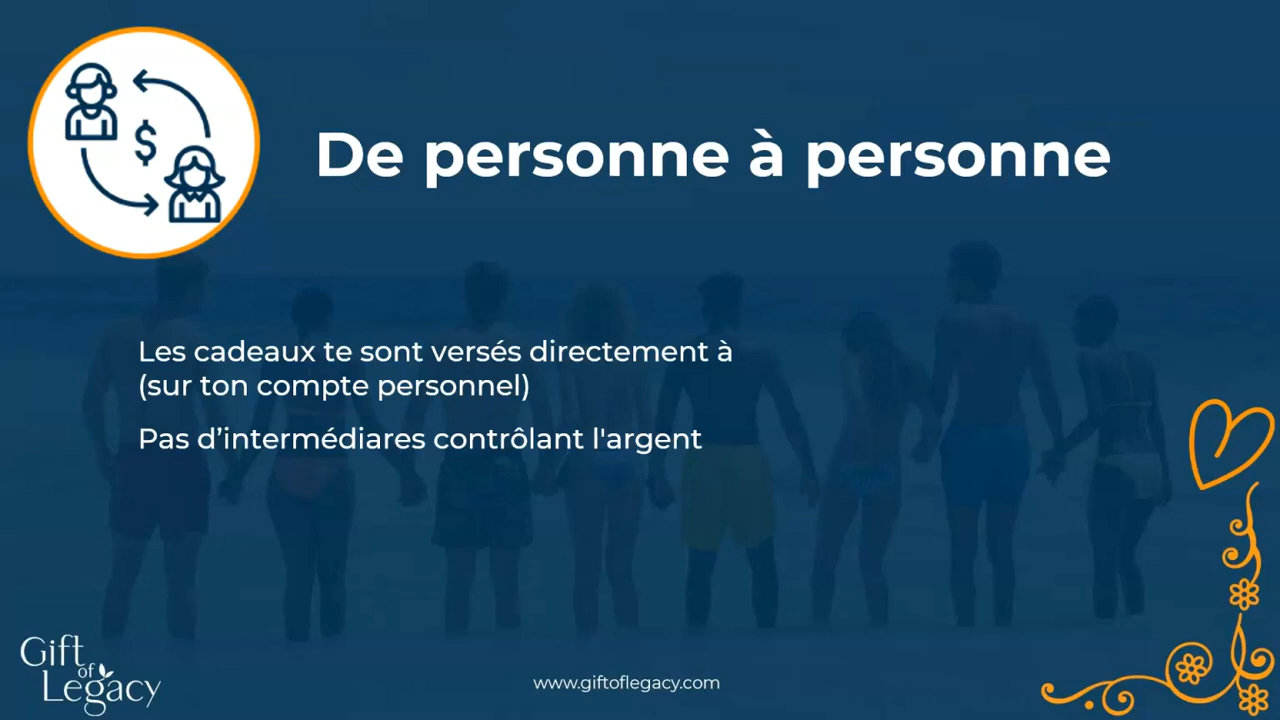 $
De personne à personne
Les cadeaux te sont versés directement à
(sur ton compte personnel)
Pas d’intermédiares contrôlant l'argent
Gift
of
Legacy
www.giftoflegacy.com